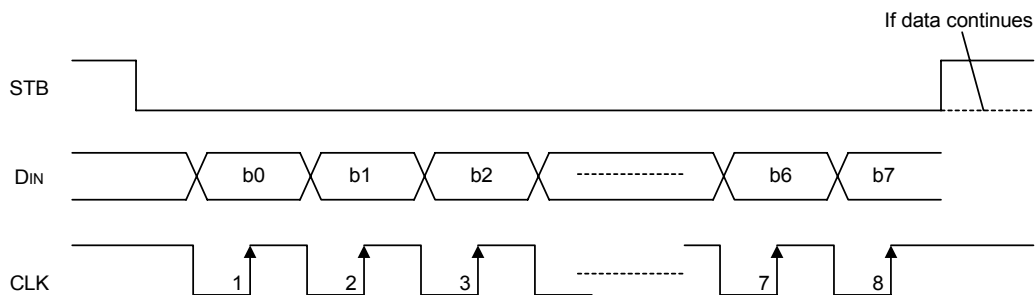 If data continues
STB
DIN b0 b1 b2 b6 b7
CLK 1 2 3 7 8